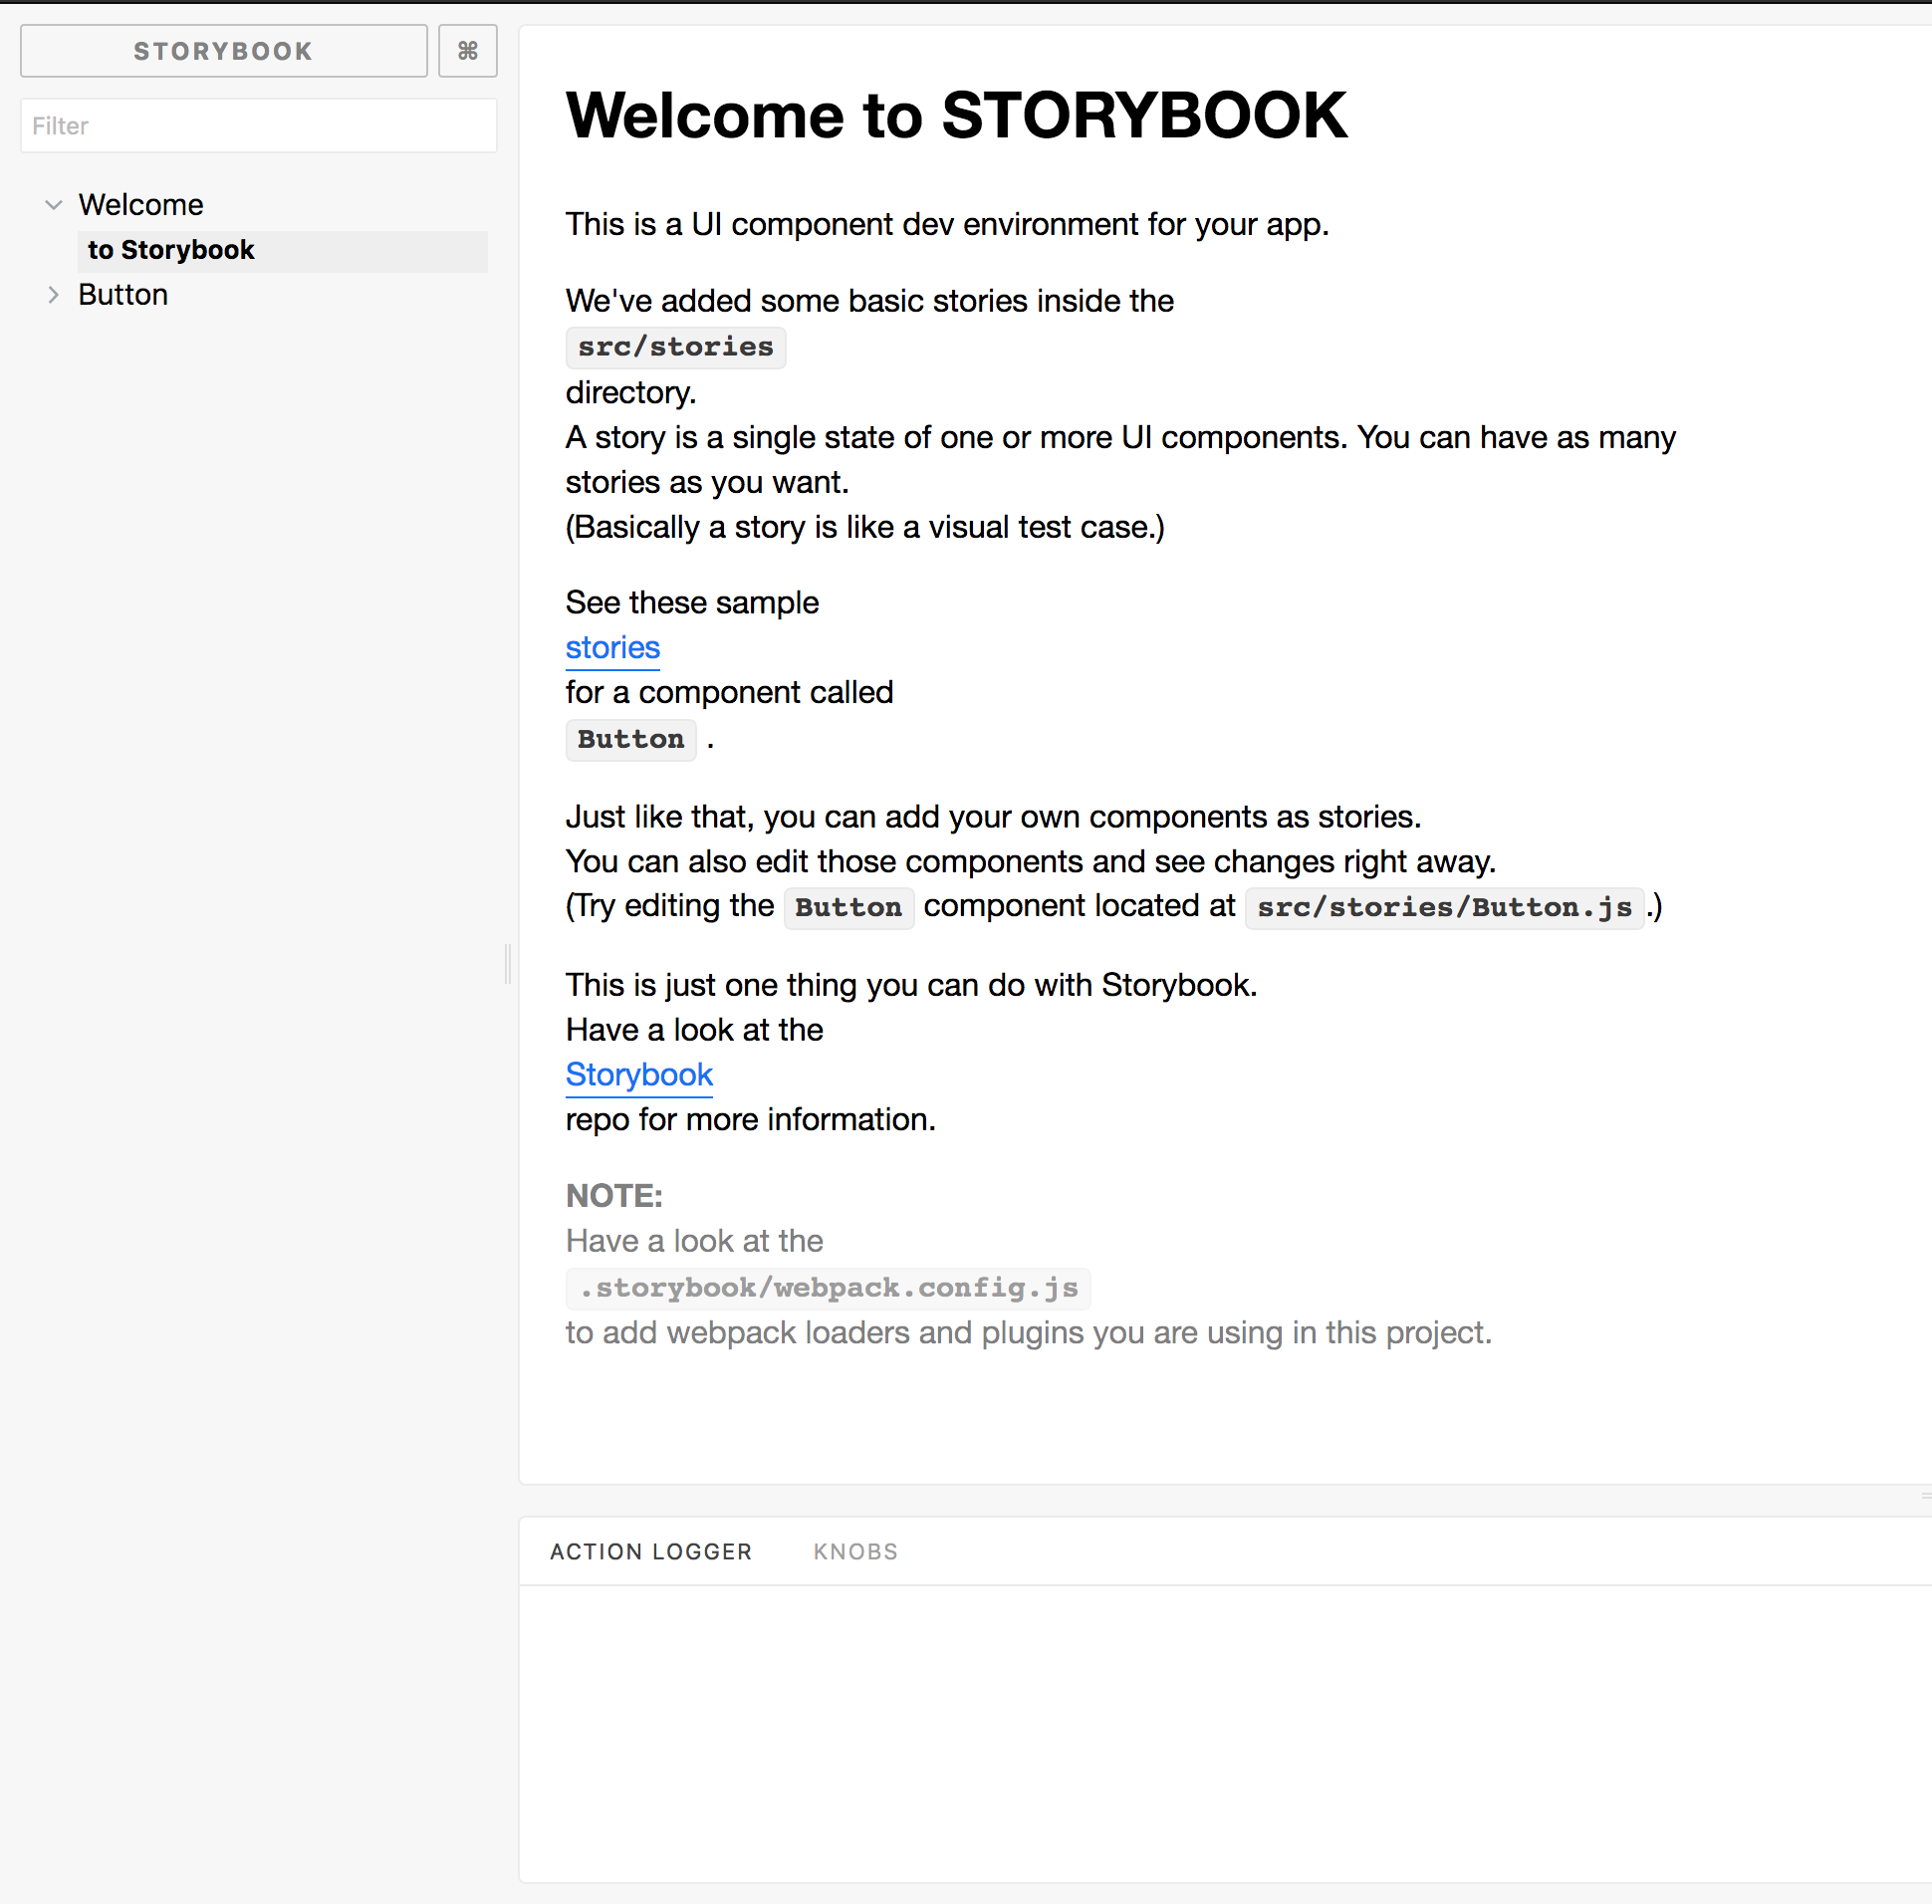 STORYBOOK ⌘
Filter
Welcome
to Storybook
Button
Welcome to STORYBOOK
This is a UI component dev environment for your app.
We've added some basic stories inside the
src/stories
directory.
A story is a single state of one or more UI components. You can have as many
stories as you want.
(Basically a story is like a visual test case.)
See these sample
stories
for a component called
Button .
Just like that, you can add your own components as stories.
You can also edit those components and see changes right away.
(Try editing the Button component located at src/stories/Button.js.)
This is just one thing you can do with Storybook.
Have a look at the
Storybook
repo for more information.
NOTE:
Have a look at the
.storybook/webpack.config.js
to add webpack loaders and plugins you are using in this project.
ACTION LOGGER KNOBS